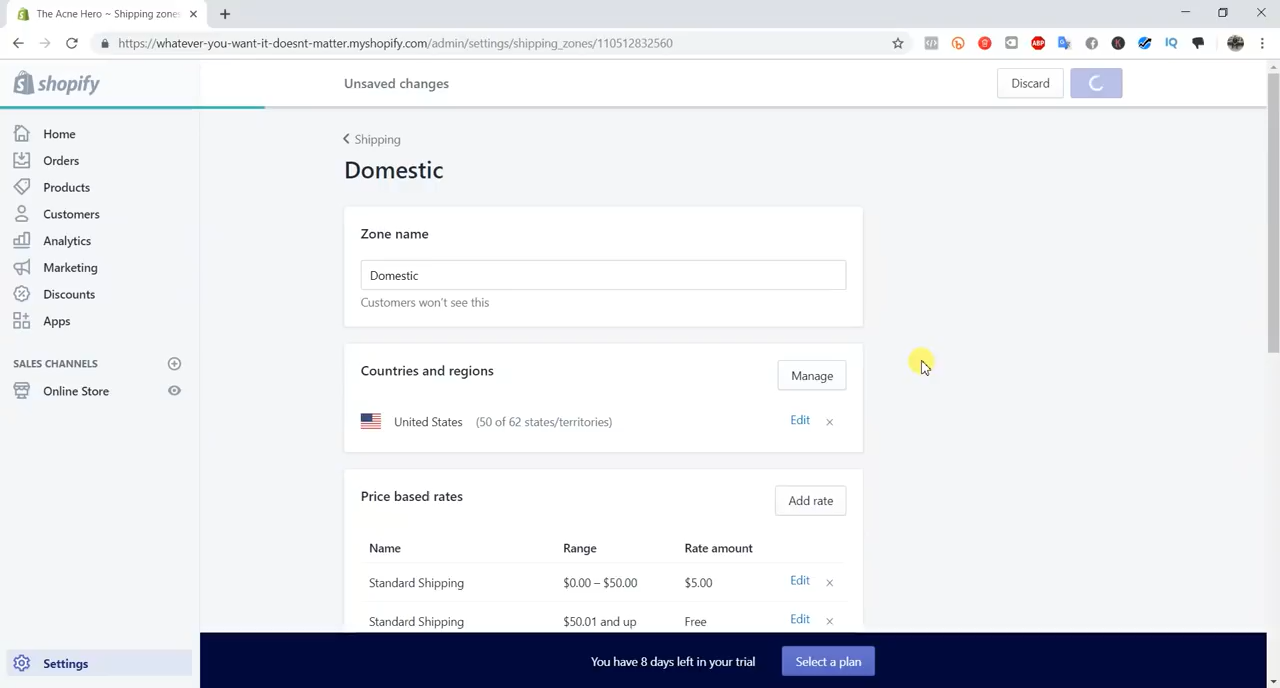 The Acne Hero ~ Shipping zones
https://whatever-you-want-it-doesnt-matter.myshopify.com/admin/settings/shipping_zones/110512832560
ABP
K
IQ
shopify
Unsaved changes
Discard
Home
Orders
Products
Customers
Analytics
Marketing
Discounts
Apps
SALES CHANNELS
Online Store
Settings
Shipping
Domestic
Zone name
Domestic
Customers won't see this
Countries and regions
Manage
United States (50 of 62 states/territories) Edit
Price based rates
Add rate
Name Range Rate amount
Standard Shipping $0.00 – $50.00 $5.00 Edit
Standard Shipping $50.01 and up Free Edit
You have 8 days left in your trial
Select a plan